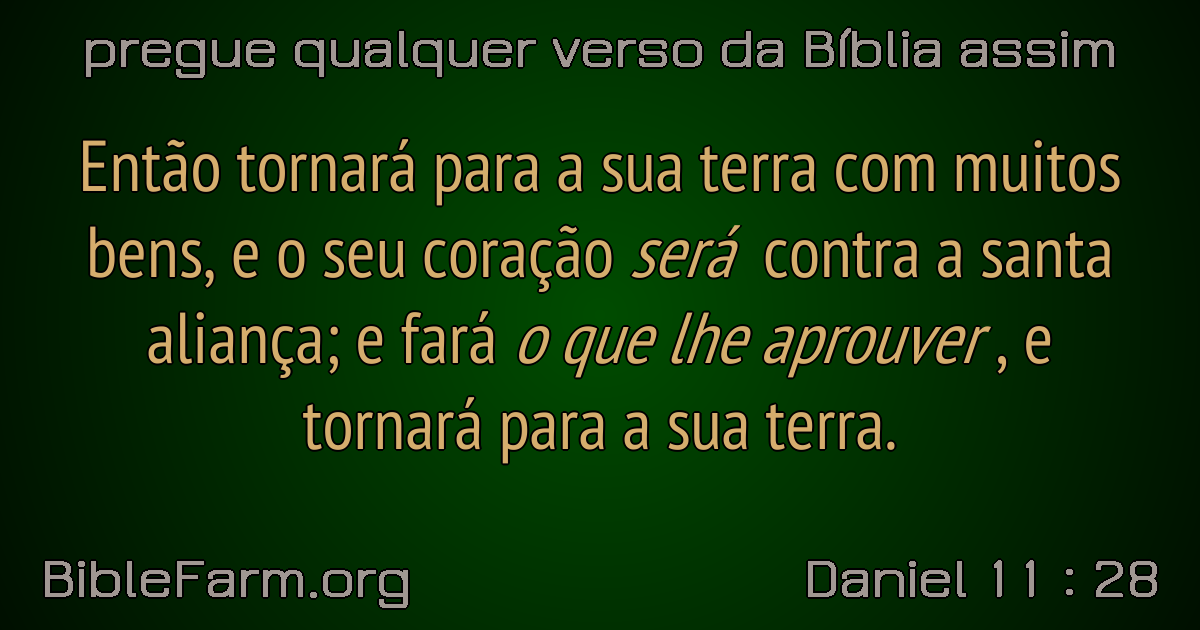 pregue qualquer verso da Bíblia assim
Então tornará para a sua terra com muitos
bens, e o seu coração será contra a santa
aliança; e fará o que lhe aprouver , e
tornará para a sua terra.
BibleFarm.org
Daniel 11 : 28